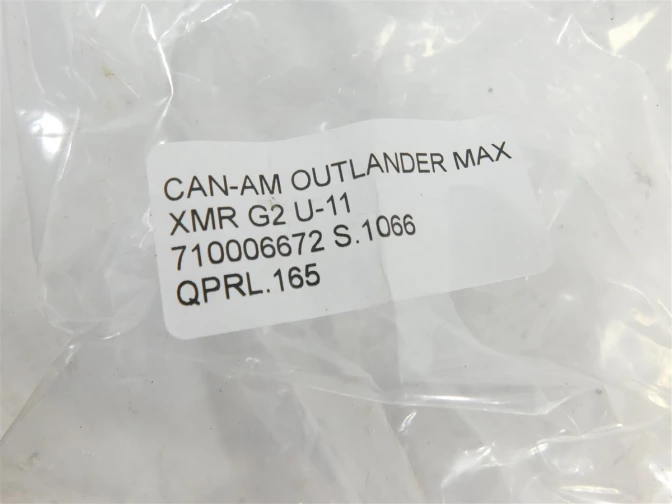 CAN-AM OUTLANDER MAX
XMR G2 U-11
710006672 S.1066
QPRL.165